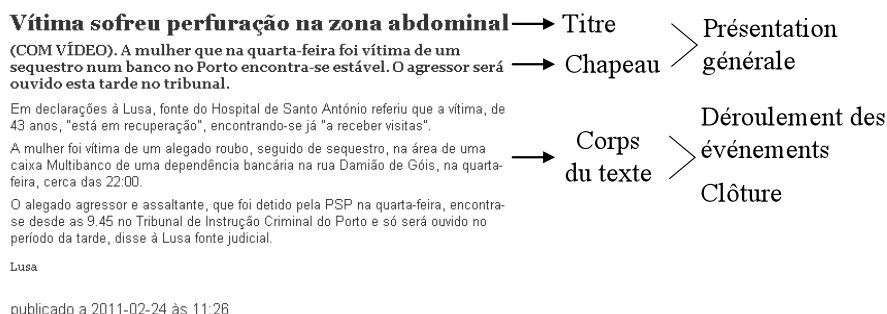 Vítima sofreu perfuração na zona abdominal
(COM VÍDEO). A mulher que na quarta-feira foi vítima de um
sequestro num banco no Porto encontra-se estável. O agressor será
ouvido esta tarde no tribunal.
Em declarações à Lusa, fonte do Hospital de Santo António referiu que a vítima, de
43 anos, "está em recuperação", encontrando-se já "a receber visitas".
A mulher foi vítima de um alegado roubo, seguido de sequestro, na área de uma
caixa Multibanco de uma dependência bancária na rua Damião de Góis, na quarta-
feira, cerca das 22:00.
O alegado agressor e assaltante, que foi detido pela PSP na quarta-feira, encontra-
se desde as 9.45 no Tribunal de Instrução Criminal do Porto e só será ouvido no
período da tarde, disse à Lusa fonte judicial.
Lusa
publicado a 2011-02-24 às 11:26
Titre
Chapeau
Présentation
générale
Corps
du texte
Déroulement des
événements
Clôture